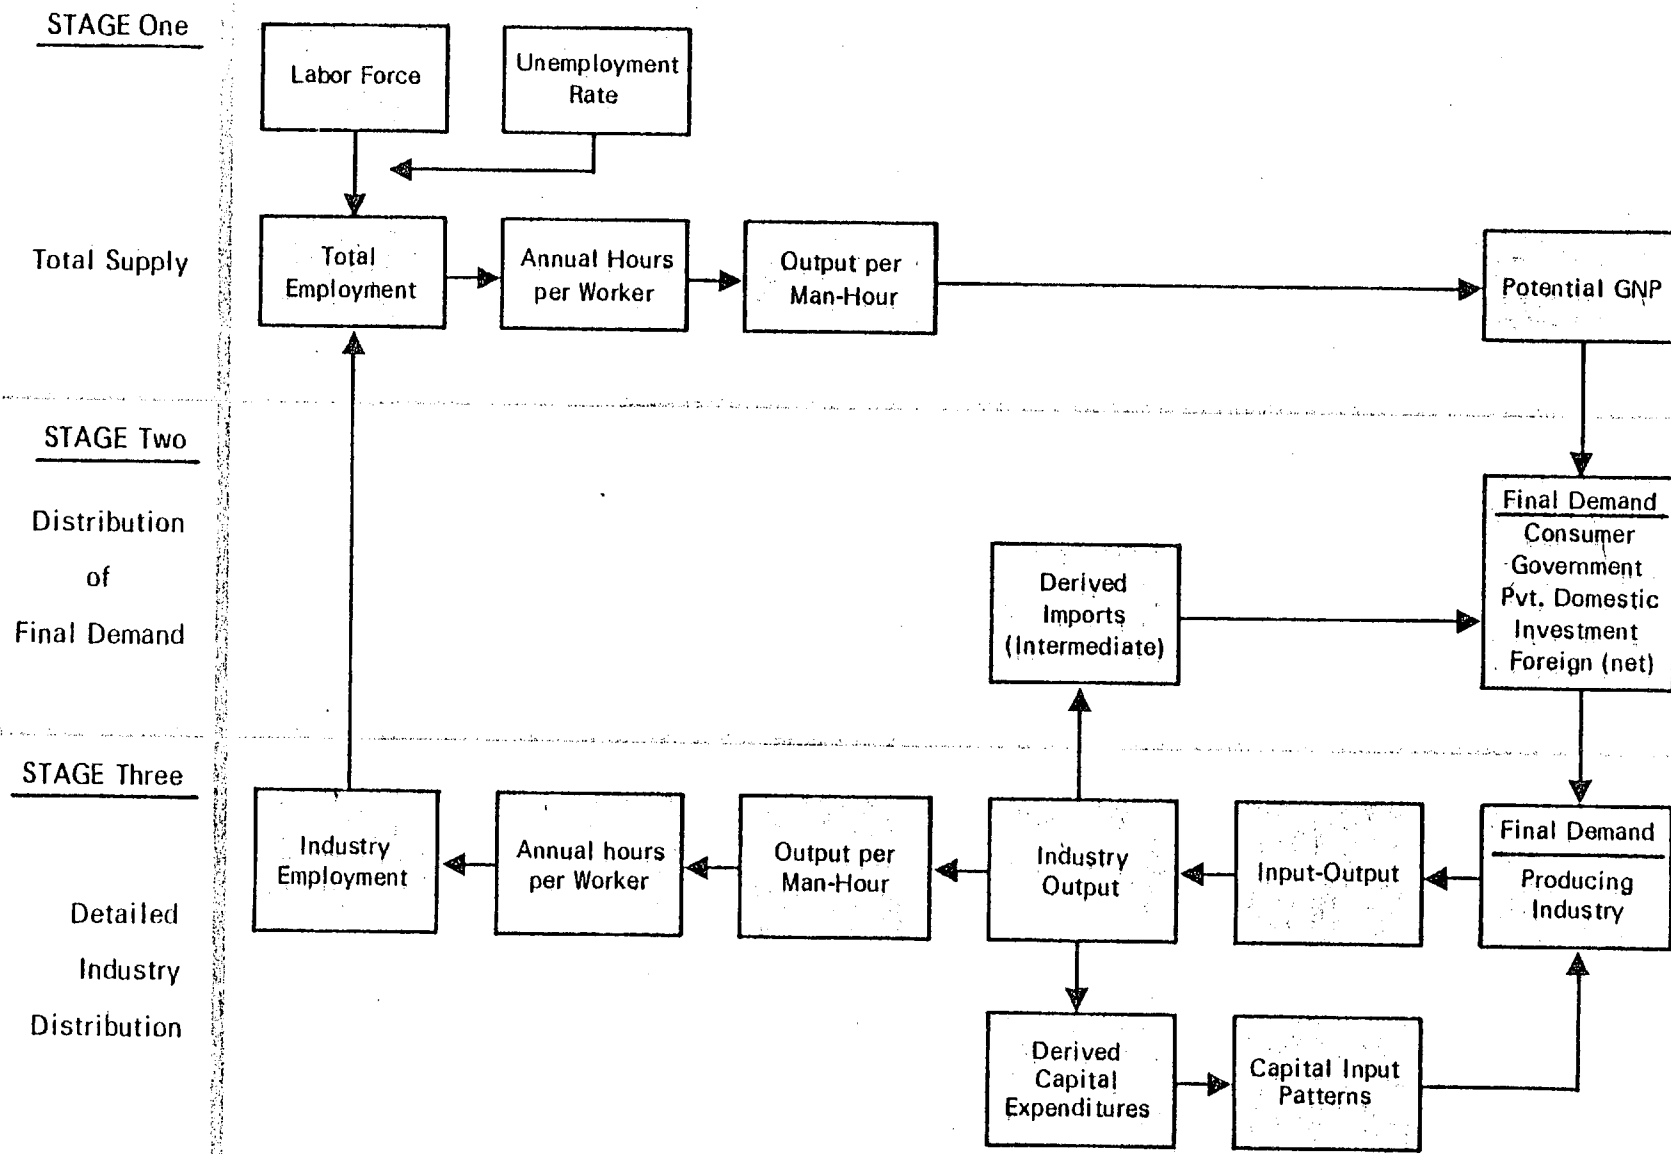 STAGE One
Labor Force
Unemployment
Rate
Total Supply
Total
Employment
Annual Hours
per Worker
Output per
Man-Hour
Potential GNP
STAGE Two
Distribution
of
Final Demand
Derived
Imports
(Intermediate)
Final Demand
Consumer
Government
Pvt. Domestic
Investment
Foreign (net)
STAGE Three
Detailed
Industry
Distribution
Industry
Employment
Annual hours
per Worker
Output per
Man-Hour
Industry
Output
Input-Output
Final Demand
Producing
Industry
Derived
Capital
Expenditures
Capital Input
Patterns